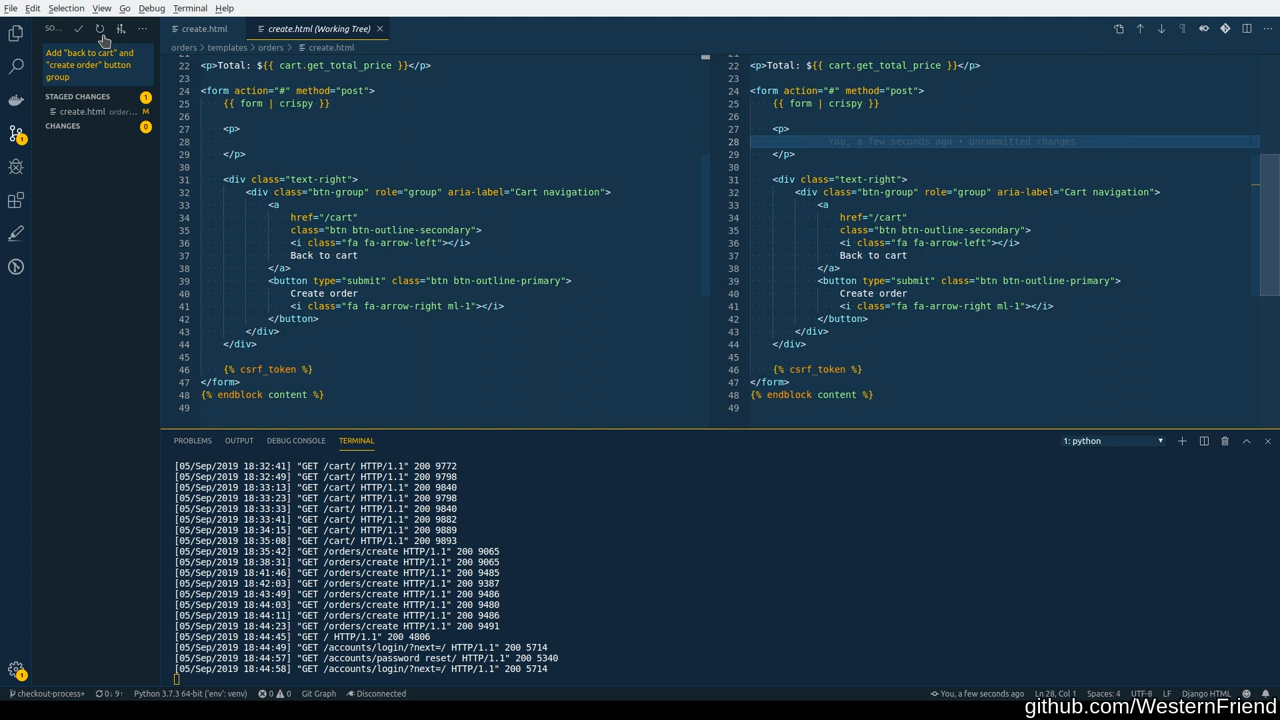 File Edit Selection View Go Debug Terminal Help
SO...
create.html
create.html (Working Tree)
orders > templates > orders > create.html
Add "back to cart" and
"create order" button
group
STAGED CHANGES 1
create.html order... M
CHANGES 0
1
1
22 <p>Total: ${{ cart.get_total_price }}</p>
23
24 <form action="#" method="post">
25 {{ form | crispy }}
26
27 <p>
28
29 </p>
30
31 <div class="text-right">
32 <div class="btn-group" role="group" aria-label="Cart navigation">
33 <a
34 href="/cart"
35 class="btn btn-outline-secondary">
36 <i class="fa fa-arrow-left"></i>
37 Back to cart
38 </a>
39 <button type="submit" class="btn btn-outline-primary">
40 Create order
41 <i class="fa fa-arrow-right ml-1"></i>
42 </button>
43 </div>
44 </div>
45
46 {% csrf_token %}
47 </form>
48 {% endblock content %}
49
22 <p>Total: ${{ cart.get_total_price }}</p>
23
24 <form action="#" method="post">
25 {{ form | crispy }}
26
27 <p>
28 You, a few seconds ago • Uncommitted changes
29 </p>
30
31 <div class="text-right">
32 <div class="btn-group" role="group" aria-label="Cart navigation">
33 <a
34 href="/cart"
35 class="btn btn-outline-secondary">
36 <i class="fa fa-arrow-left"></i>
37 Back to cart
38 </a>
39 <button type="submit" class="btn btn-outline-primary">
40 Create order
41 <i class="fa fa-arrow-right ml-1"></i>
42 </button>
43 </div>
44 </div>
45
46 {% csrf_token %}
47 </form>
48 {% endblock content %}
49
PROBLEMS OUTPUT DEBUG CONSOLE TERMINAL 1: python
[05/Sep/2019 18:32:41] "GET /cart/ HTTP/1.1" 200 9772
[05/Sep/2019 18:32:49] "GET /cart/ HTTP/1.1" 200 9798
[05/Sep/2019 18:33:13] "GET /cart/ HTTP/1.1" 200 9840
[05/Sep/2019 18:33:23] "GET /cart/ HTTP/1.1" 200 9798
[05/Sep/2019 18:33:33] "GET /cart/ HTTP/1.1" 200 9840
[05/Sep/2019 18:33:41] "GET /cart/ HTTP/1.1" 200 9882
[05/Sep/2019 18:34:15] "GET /cart/ HTTP/1.1" 200 9889
[05/Sep/2019 18:35:08] "GET /cart/ HTTP/1.1" 200 9893
[05/Sep/2019 18:35:42] "GET /orders/create HTTP/1.1" 200 9065
[05/Sep/2019 18:38:31] "GET /orders/create HTTP/1.1" 200 9065
[05/Sep/2019 18:41:46] "GET /orders/create HTTP/1.1" 200 9485
[05/Sep/2019 18:42:03] "GET /orders/create HTTP/1.1" 200 9387
[05/Sep/2019 18:43:49] "GET /orders/create HTTP/1.1" 200 9486
[05/Sep/2019 18:44:03] "GET /orders/create HTTP/1.1" 200 9480
[05/Sep/2019 18:44:11] "GET /orders/create HTTP/1.1" 200 9486
[05/Sep/2019 18:44:23] "GET /orders/create HTTP/1.1" 200 9491
[05/Sep/2019 18:44:45] "GET / HTTP/1.1" 200 4806
[05/Sep/2019 18:44:49] "GET /accounts/login/?next=/ HTTP/1.1" 200 5714
[05/Sep/2019 18:44:57] "GET /accounts/password reset/ HTTP/1.1" 200 5340
[05/Sep/2019 18:44:58] "GET /accounts/login/?next=/ HTTP/1.1" 200 5714
checkout-process+ 0↓ 9↑ Python 3.7.3 64-bit ('env': venv) 0 0 Git Graph Disconnected You, a few seconds ago Ln 28, Col 1 Spaces: 4 UTF-8 LF Django HTML
github.com/WesternFriend